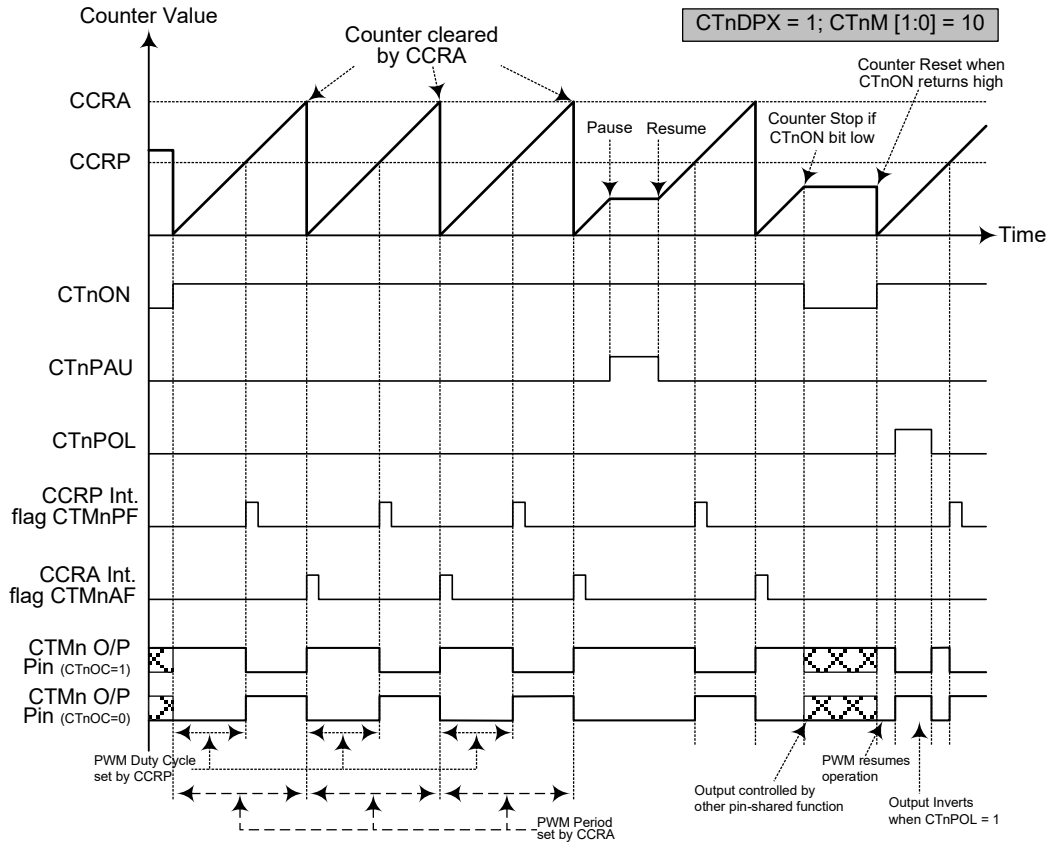 Counter Value
CTnDPX = 1; CTnM [1:0] = 10
Counter cleared
by CCRA
Counter Reset when
CTnON returns high
CCRA
Pause
Resume
Counter Stop if
CTnON bit low
CCRP
Time
CTnON
CTnPAU
CTnPOL
CCRP Int.
flag CTMnPF
CCRA Int.
flag CTMnAF
CTMn O/P
Pin (CTnOC=1)
CTMn O/P
Pin (CTnOC=0)
PWM Duty Cycle
set by CCRP
PWM resumes
operation
Output controlled by
other pin-shared function
Output Inverts
when CTnPOL = 1
PWM Period
set by CCRA